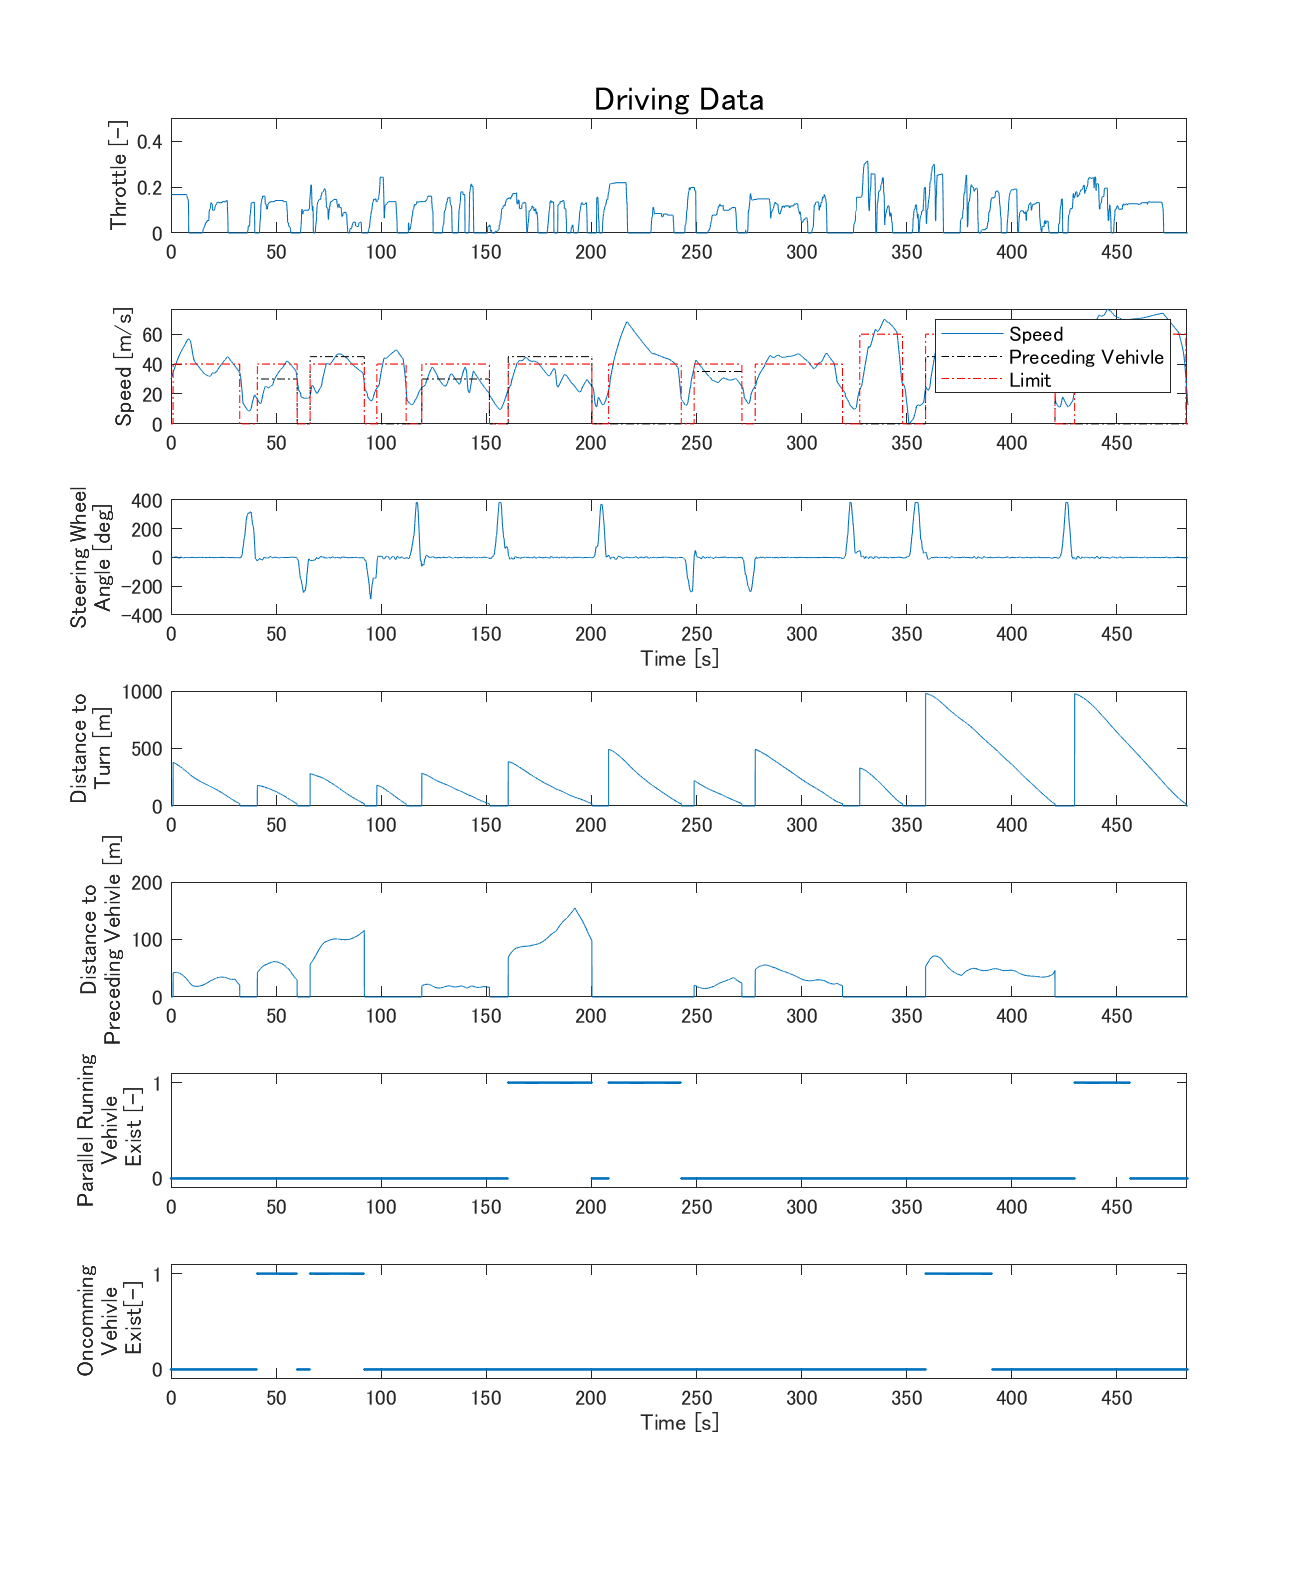 Driving Data
Throttle [-]
0.4
0.2
0
0 50 100 150 200 250 300 350 400 450
Speed [m/s]
60
40
20
0
Speed
Preceding Vehivle
Limit
0 50 100 150 200 250 300 350 400 450
Steering Wheel
Angle [deg]
400
200
0
-200
-400
0 50 100 150 200 250 300 350 400 450
Time [s]
Distance to
Turn [m]
1000
500
0
0 50 100 150 200 250 300 350 400 450
Distance to
Preceding Vehivle [m]
200
100
0
0 50 100 150 200 250 300 350 400 450
Parallel Running
Vehivle
Exist [-]
1
0
0 50 100 150 200 250 300 350 400 450
Oncomming
Vehivle
Exist[-]
1
0
0 50 100 150 200 250 300 350 400 450
Time [s]